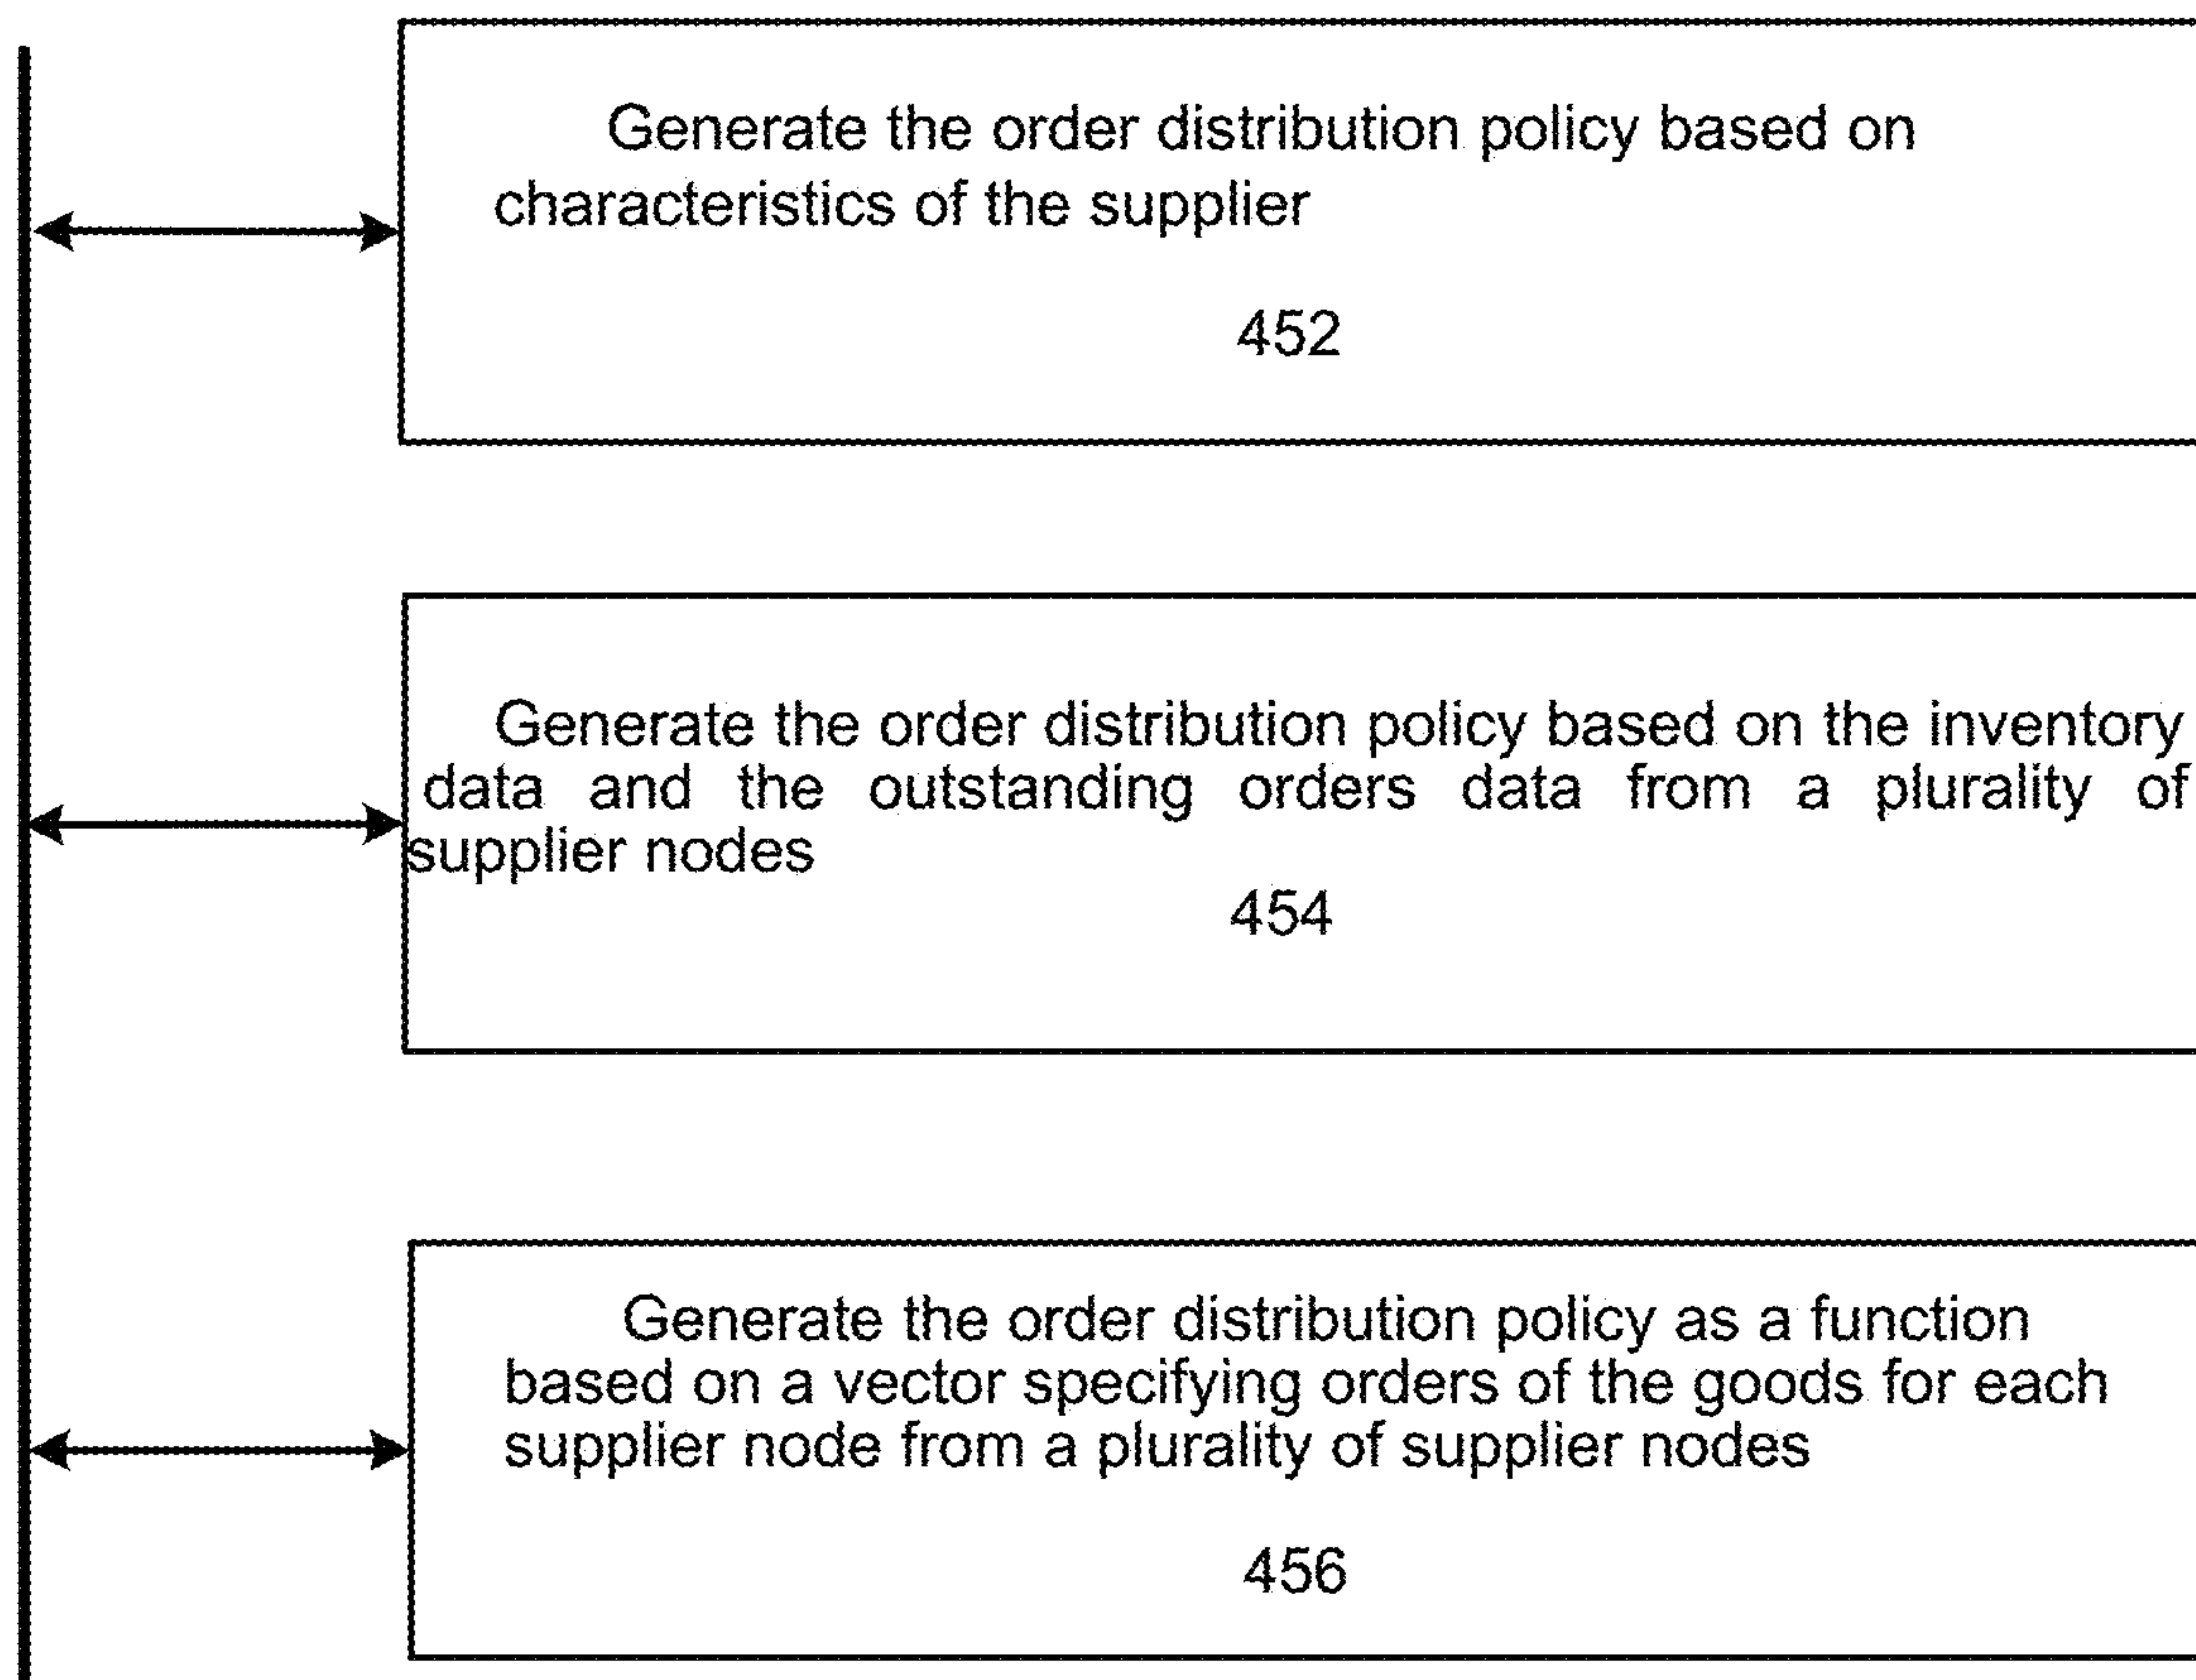 Generate the order distribution policy based on
characteristics of the supplier
452
Generate the order distribution policy based on the inventory
data and the outstanding orders data from a plurality of
supplier nodes
454
Generate the order distribution policy as a function
based on a vector specifying orders of the goods for each
supplier node from a plurality of supplier nodes
456